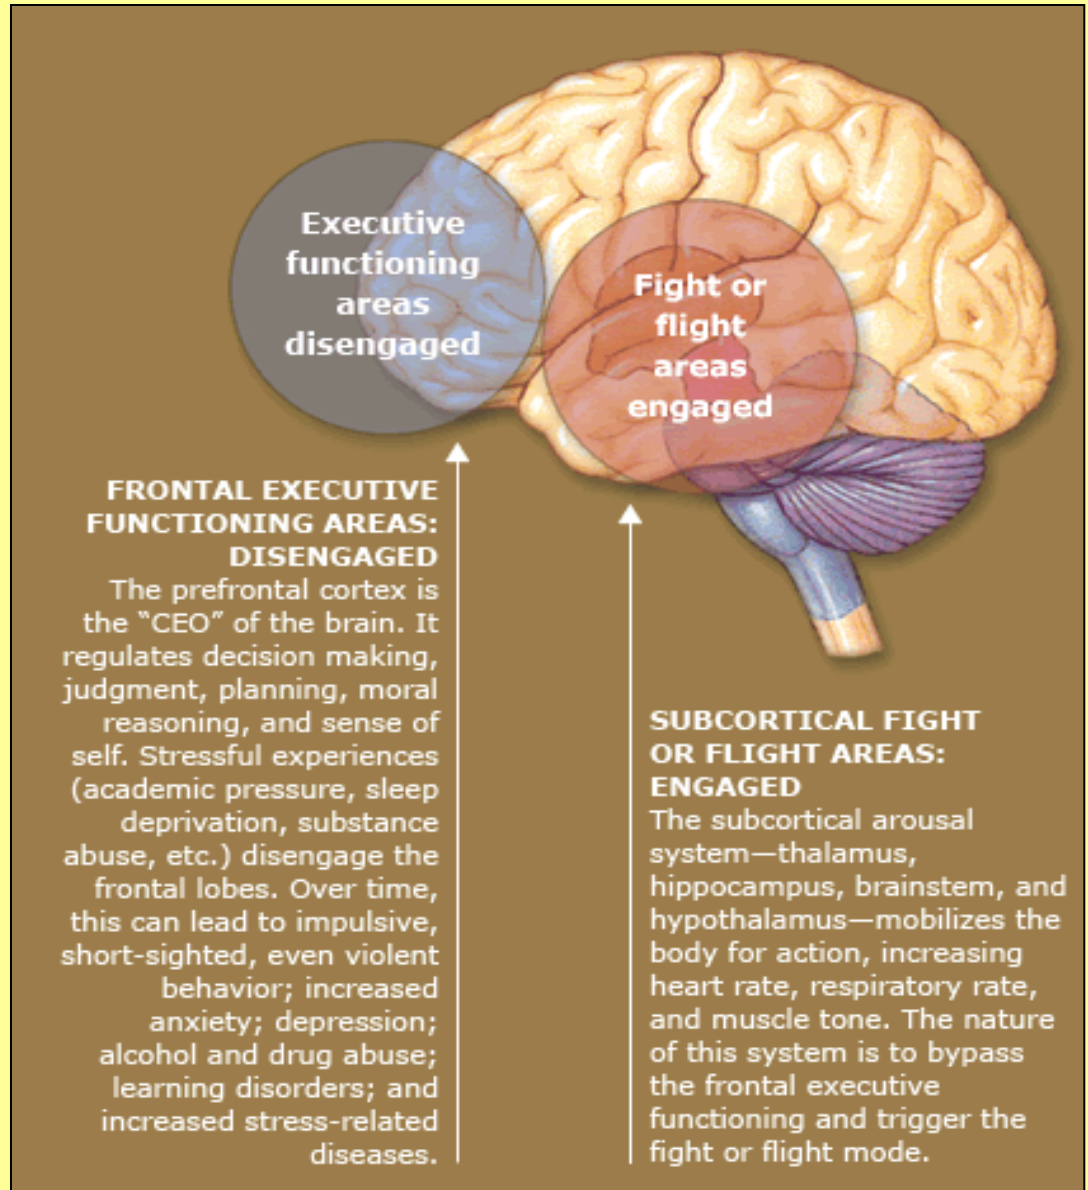 Executive
functioning
areas
disengaged
Fight or
flight
areas
engaged
FRONTAL EXECUTIVE
FUNCTIONING AREAS:
DISENGAGED
The prefrontal cortex is
the “CEO” of the brain. It
regulates decision making,
judgment, planning, moral
reasoning, and sense of
self. Stressful experiences
(academic pressure, sleep
deprivation, substance
abuse, etc.) disengage the
frontal lobes. Over time,
this can lead to impulsive,
short-sighted, even violent
behavior; increased
anxiety; depression;
alcohol and drug abuse;
learning disorders; and
increased stress-related
diseases.
SUBCORTICAL FIGHT
OR FLIGHT AREAS:
ENGAGED
The subcortical arousal
system—thalamus,
hippocampus, brainstem, and
hypothalamus—mobilizes the
body for action, increasing
heart rate, respiratory rate,
and muscle tone. The nature
of this system is to bypass
the frontal executive
functioning and trigger the
fight or flight mode.